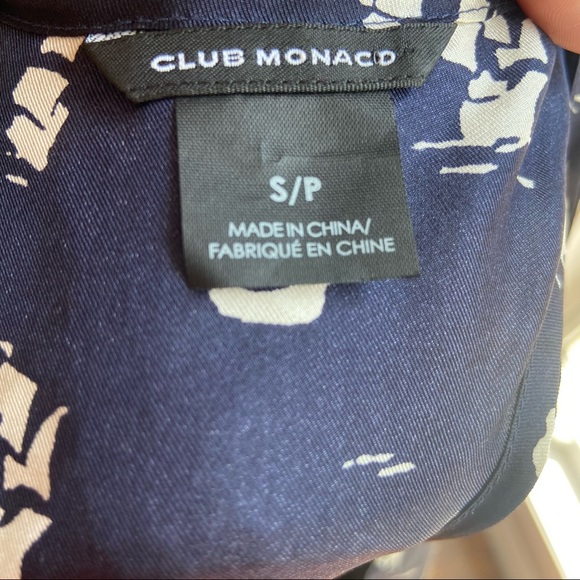 CLUB MONACO
S/P
MADE IN CHINA/
FABRIQUÉ EN CHINE